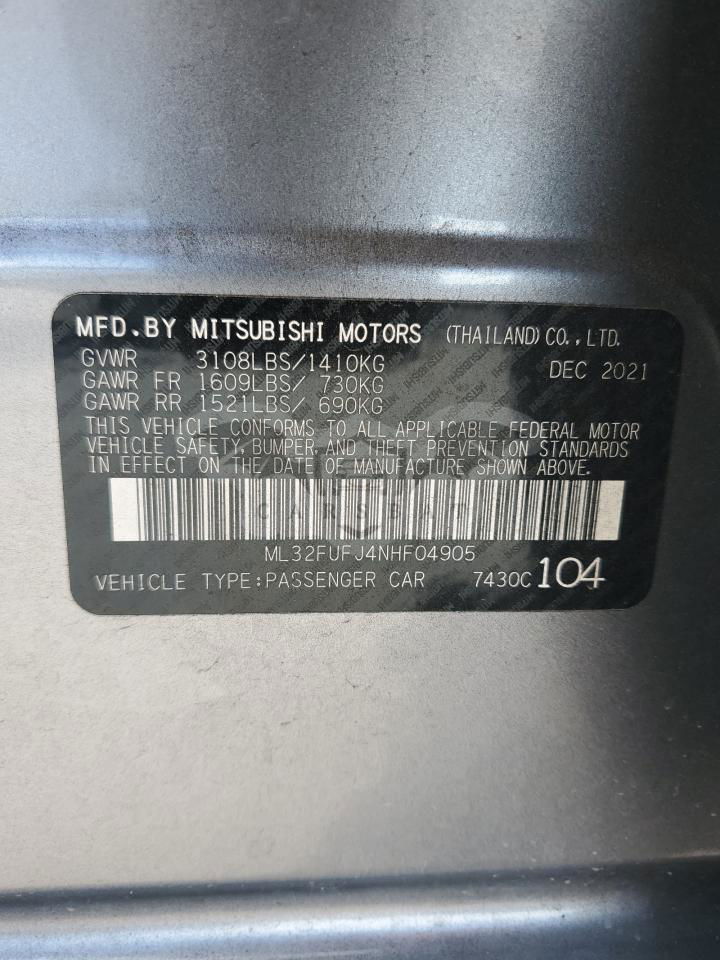 MFD.BY MITSUBISHI MOTORS (THAILAND) CO.,LTD.
GVWR 3108LBS/1410KG DEC 2021
GAWR FR 1609LBS/ 730KG
GAWR RR 1521LBS/ 690KG
THIS VEHICLE CONFORMS TO ALL APPLICABLE FEDERAL MOTOR
VEHICLE SAFETY, BUMPER, AND THEFT PREVENTION STANDARDS
IN EFFECT ON THE DATE OF MANUFACTURE SHOWN ABOVE.
CARSBAT
ML32FUFJ4NHF04905
VEHICLE TYPE:PASSENGER CAR 7430C 104